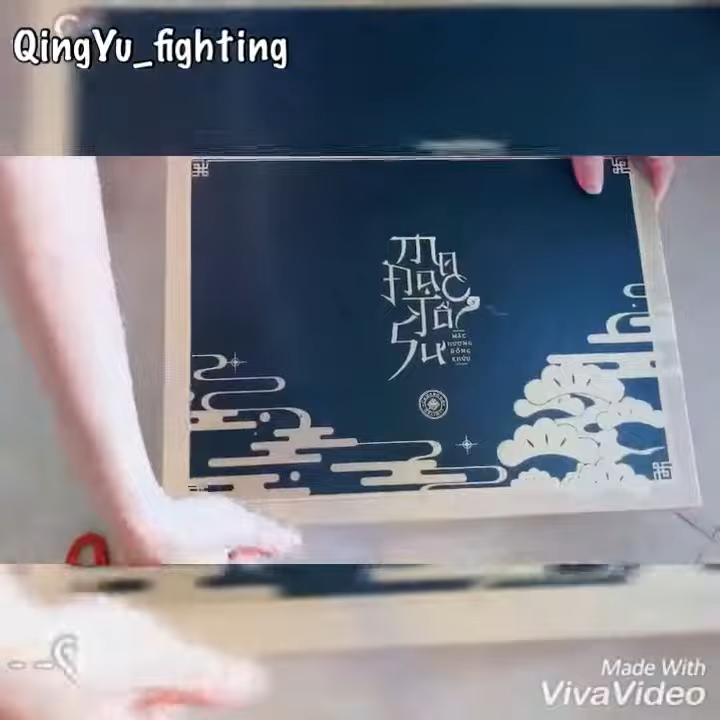 QingYu_fighting
Ma
Đạo
Tổ
Sư
MẶC
HƯƠNG
ĐỒNG
KHỨU
Made With
VivaVideo